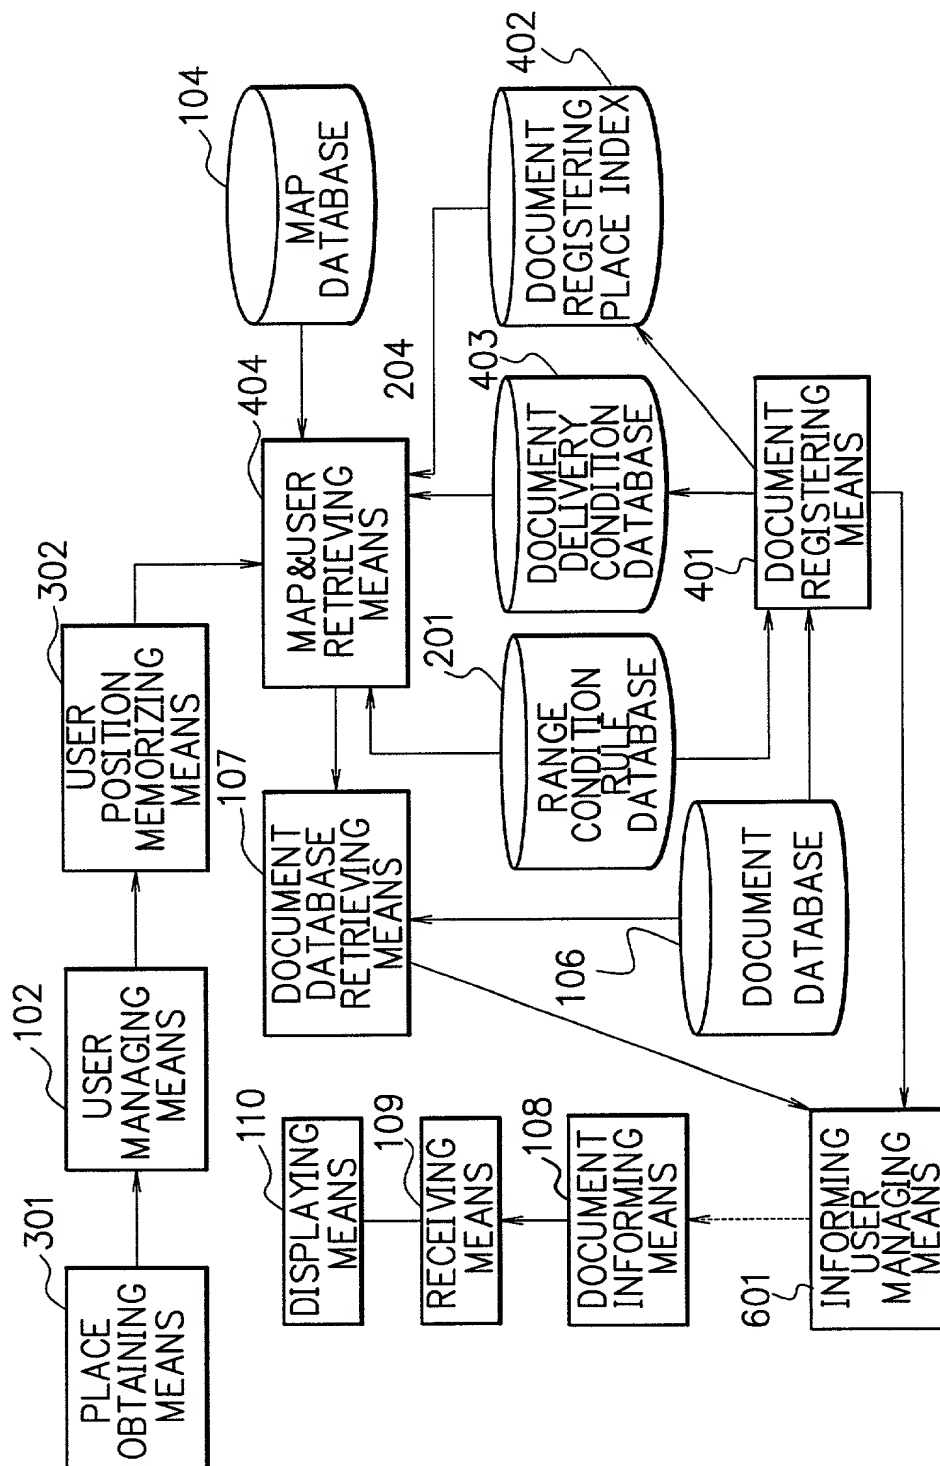 301
PLACE
OBTAINING
MEANS
102
USER
MANAGING
MEANS
302
USER
POSITION
MEMORIZING
MEANS
110
DISPLAYING
MEANS
109
RECEIVING
MEANS
108
DOCUMENT
INFORMING
MEANS
601
INFORMING
USER
MANAGING
MEANS
107
DOCUMENT
DATABASE
RETRIEVING
MEANS
404
MAP&USER
RETRIEVING
MEANS
104
MAP
DATABASE
204
106
DOCUMENT
DATABASE
201
RANGE
CONDITION
RULE
DATABASE
403
DOCUMENT
DELIVERY
CONDITION
DATABASE
402
DOCUMENT
REGISTERING
PLACE INDEX
401
DOCUMENT
REGISTERING
MEANS